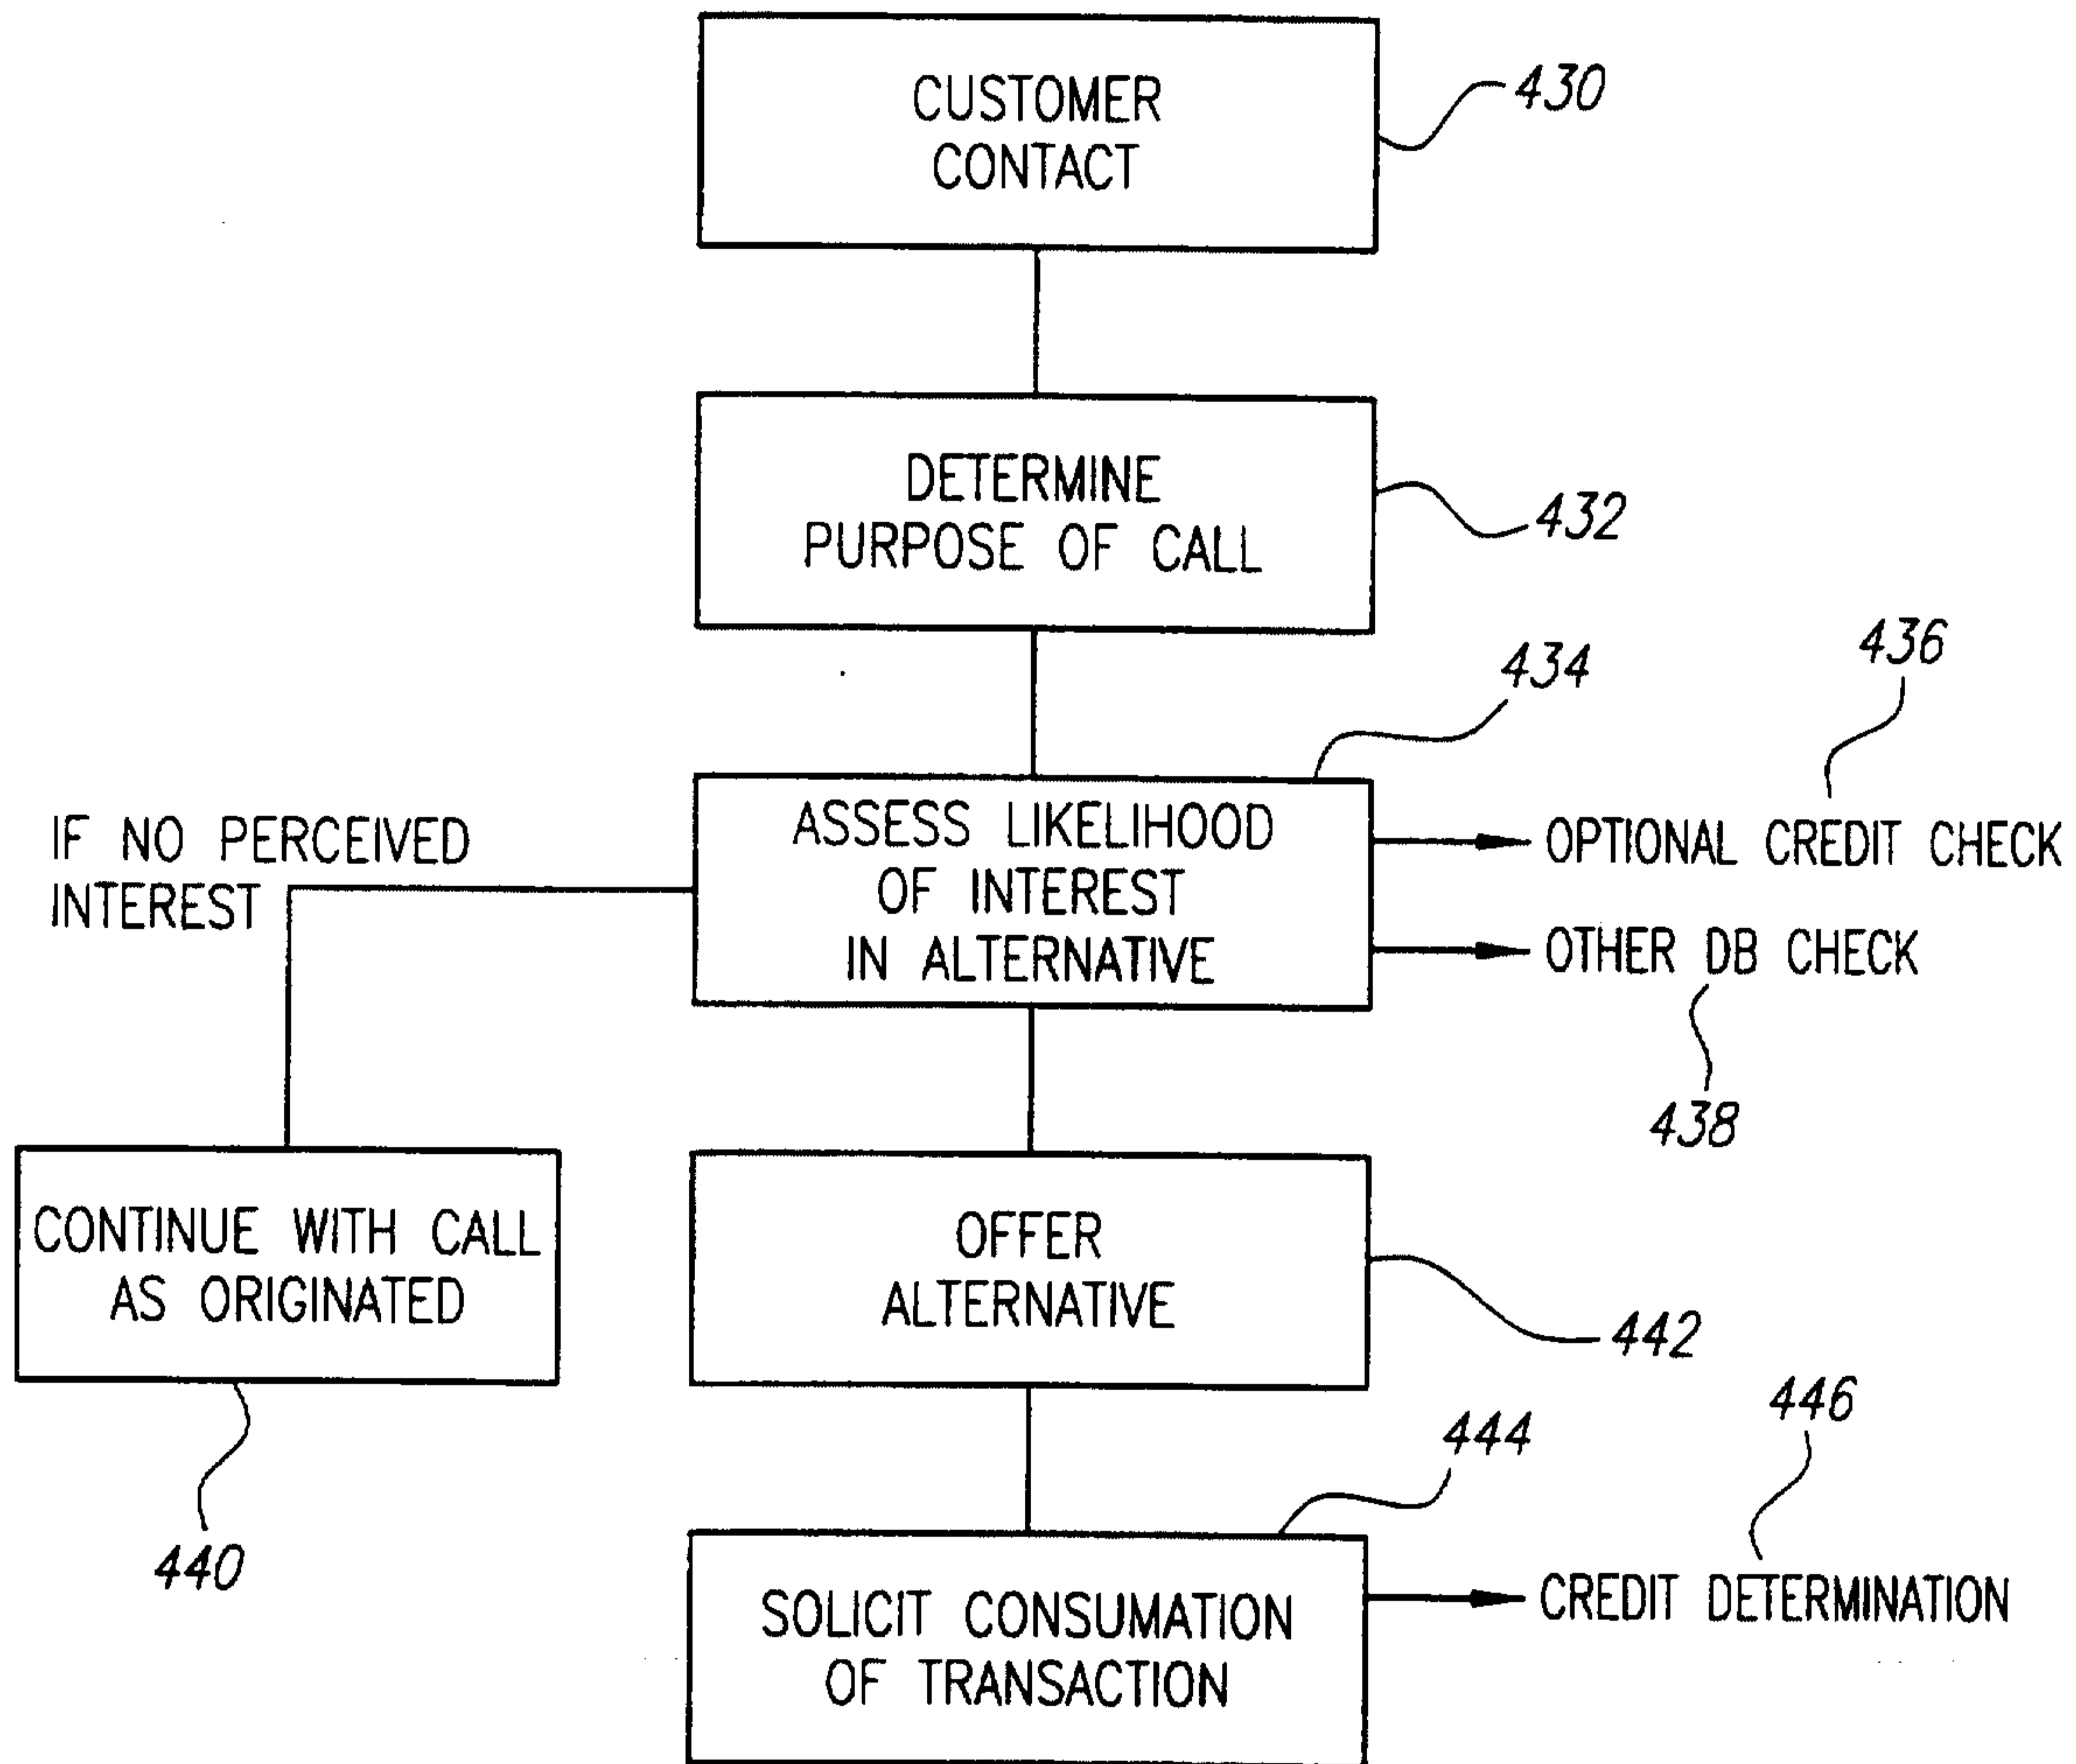 CUSTOMER
CONTACT
430
DETERMINE
PURPOSE OF CALL
432
434
436
IF NO PERCEIVED
INTEREST
ASSESS LIKELIHOOD
OF INTEREST
IN ALTERNATIVE
OPTIONAL CREDIT CHECK
OTHER DB CHECK
438
CONTINUE WITH CALL
AS ORIGINATED
440
OFFER
ALTERNATIVE
442
444
446
SOLICIT CONSUMATION
OF TRANSACTION
CREDIT DETERMINATION